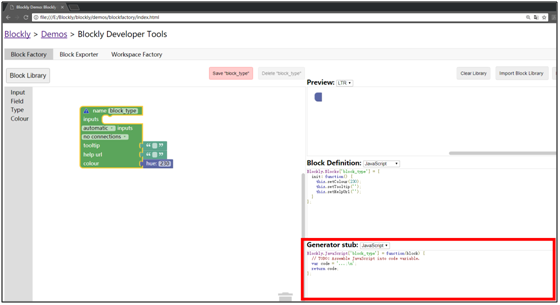 Blockly Demos (Blockly
file:///E:/Blockly/blockly/demos/blockfactory/index.html
Blockly > Demos > Blockly Developer Tools
Block Factory Block Exporter Workspace Factory
Block Library
Save "block_type"
Delete "block_type"
Clear Library
Import Block Library
Input
Field
Type
Colour
name block_type
inputs
automatic inputs
no connections
tooltip
help url
colour hue: 230
Preview: LTR
Block Definition: JavaScript
Blockly.Blocks['block_type'] = {
init: function() {
this.setColour(230);
this.setTooltip("");
this.setHelpUrl("");
}
};
Generator stub: JavaScript
Blockly.JavaScript['block_type'] = function(block) {
// TODO: Assemble JavaScript into code variable.
var code = '...;\n';
return code;
};